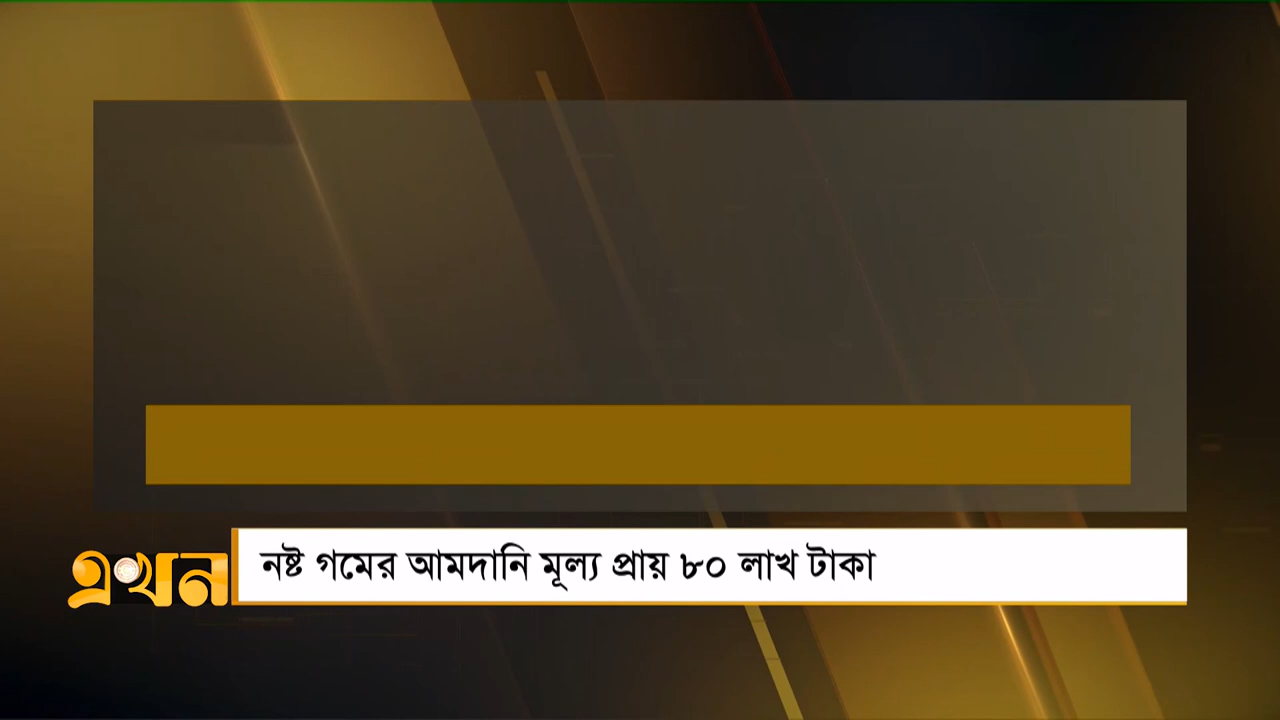 এখন
নষ্ট গমের আমদানি মূল্য প্রায় ৮০ লাখ টাকা